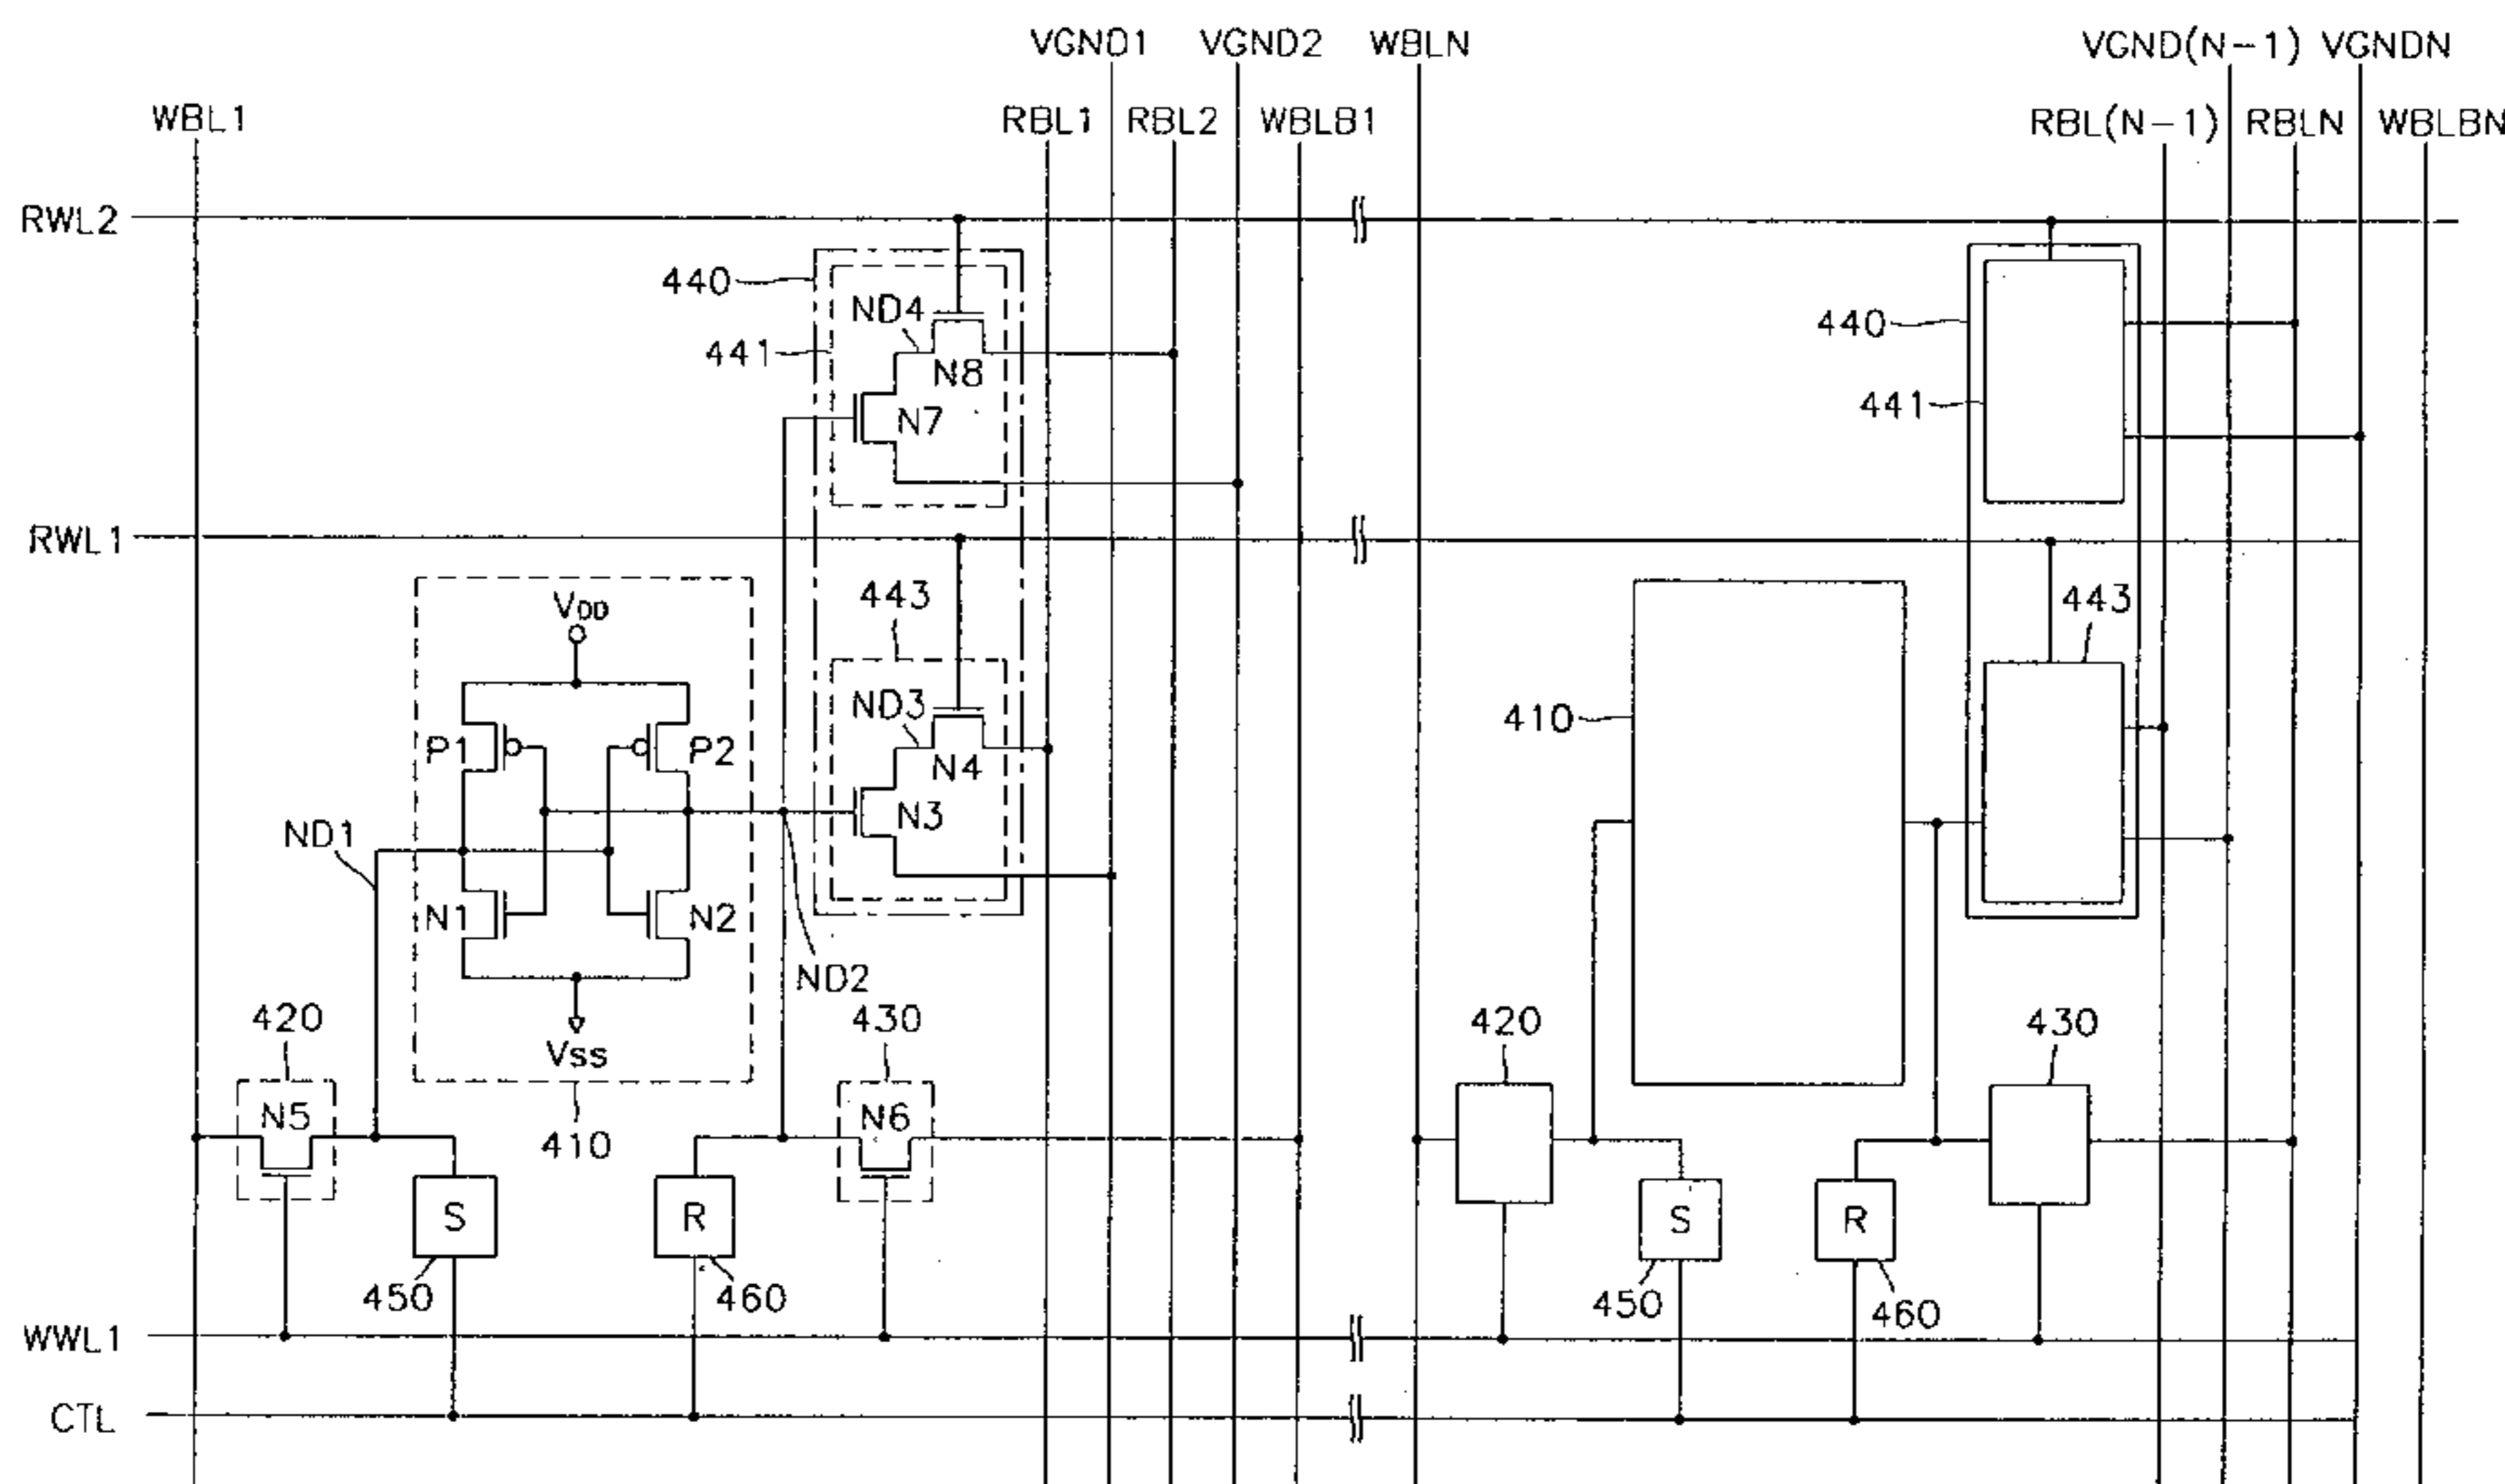 VGND1 VGND2 WBLN VGND(N-1) VGNDN
WBL1 RBL1 RBL2 WBLB1 RBL(N-1) RBLN WBLBN
RWL2
440 ND4 440
441 N8
N7 441
RWL1
443 443
VDD
ND3 410
P1 P2 N4
N3
ND1
N1 N2
ND2
420 430 420 430
VSS
N5 N6
410
S R S R
450 460 450 460
WWL1
CTL